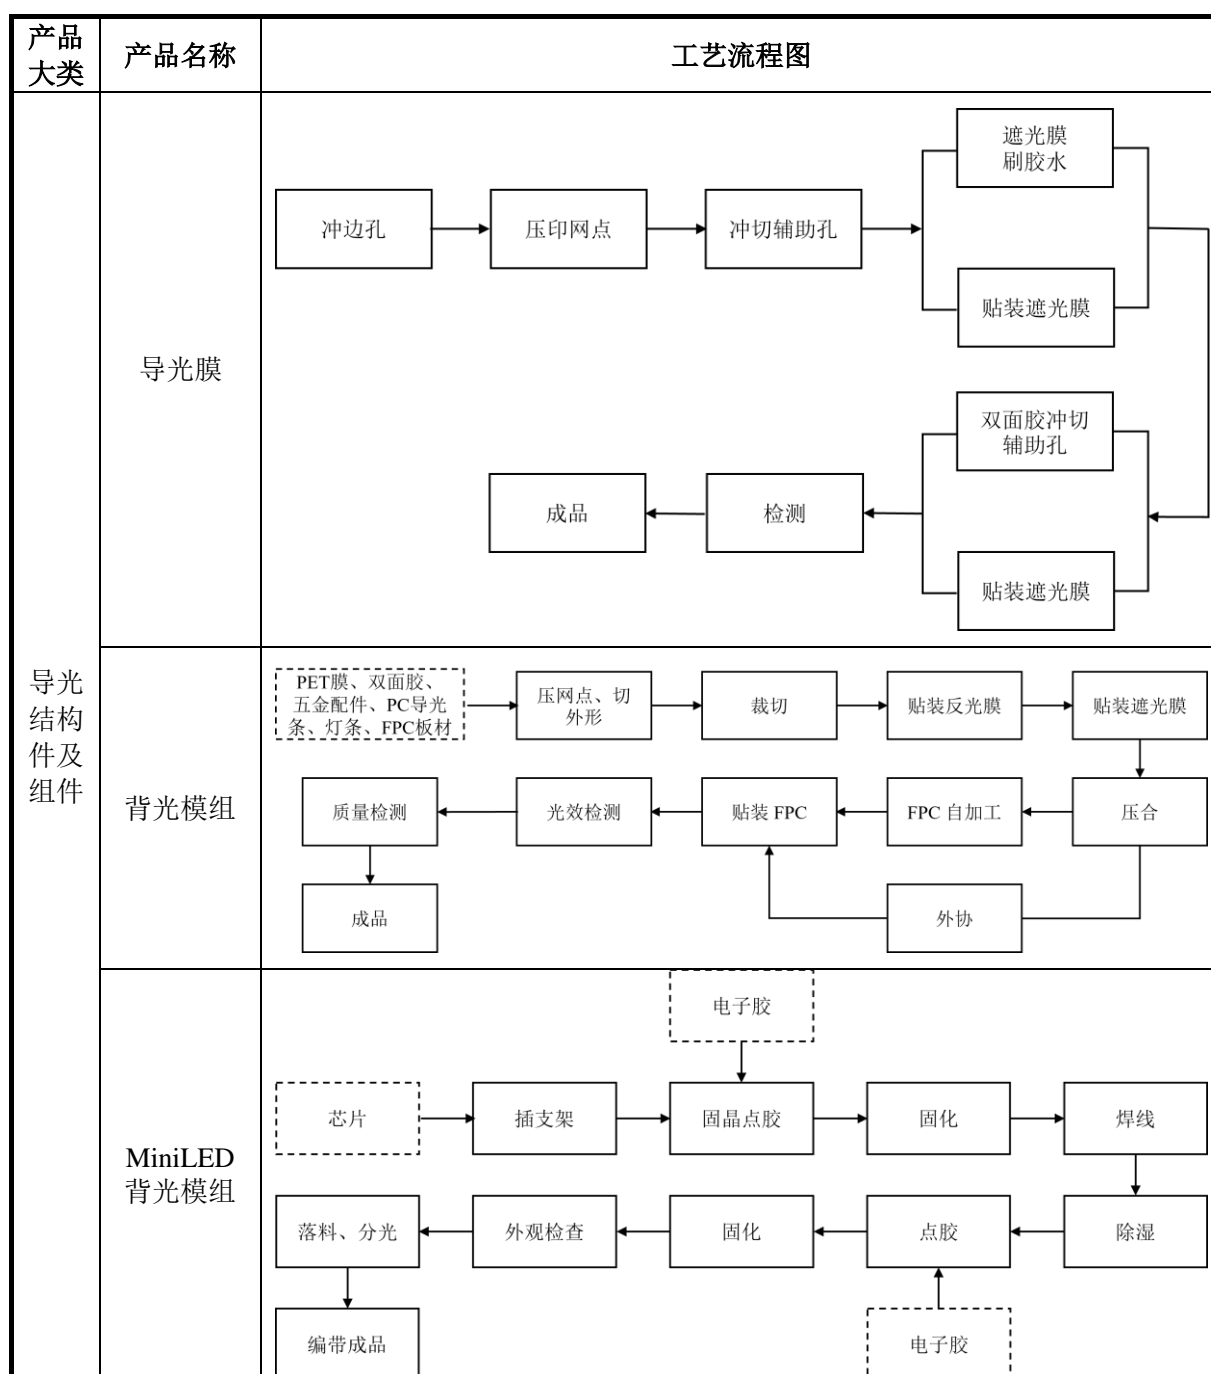 产品
大类
产品名称
工艺流程图
导光
结构
件及
组件
导光膜
冲边孔
压印网点
冲切辅助孔
遮光膜
刷胶水
贴装遮光膜
双面胶冲切
辅助孔
贴装遮光膜
检测
成品
背光模组
PET膜、双面胶、
五金配件、PC导光
条、灯条、FPC板材
压网点、切
外形
裁切
贴装反光膜
贴装遮光膜
压合
FPC 自加工
外协
贴装 FPC
光效检测
质量检测
成品
MiniLED
背光模组
电子胶
芯片
插支架
固晶点胶
固化
焊线
除湿
点胶
电子胶
固化
外观检查
落料、分光
编带成品